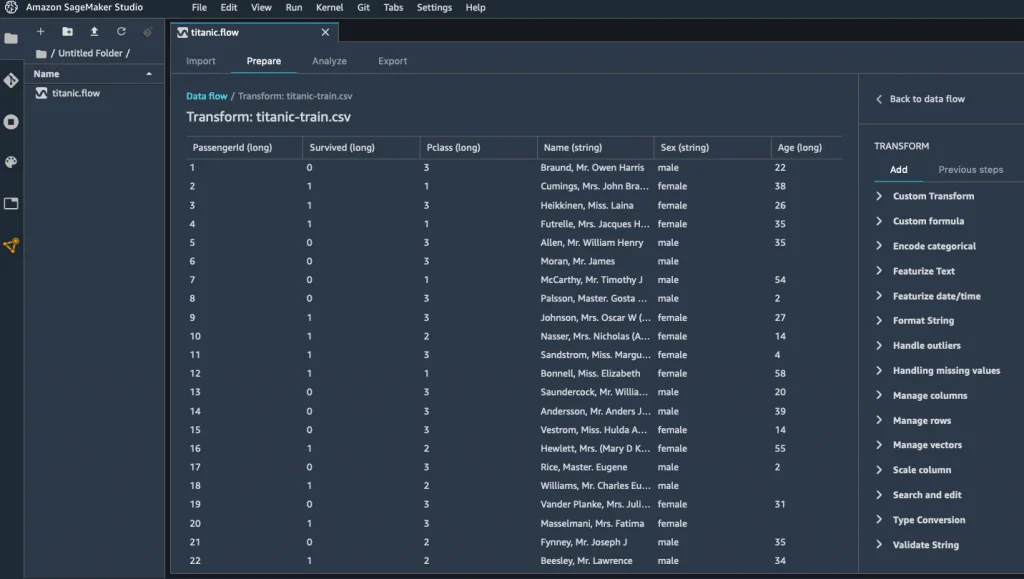 Amazon SageMaker Studio File Edit View Run Kernel Git Tabs Settings Help
titanic.flow
/ Untitled Folder /
Name
titanic.flow
Import Prepare Analyze Export
Data flow / Transform: titanic-train.csv
Transform: titanic-train.csv
PassengerId (long) Survived (long) Pclass (long) Name (string) Sex (string) Age (long)
1 0 3 Braund, Mr. Owen Harris male 22
2 1 1 Cumings, Mrs. John Bra... female 38
3 1 3 Heikkinen, Miss. Laina female 26
4 1 1 Futrelle, Mrs. Jacques H... female 35
5 0 3 Allen, Mr. William Henry male 35
6 0 3 Moran, Mr. James male
7 0 1 McCarthy, Mr. Timothy J male 54
8 0 3 Palsson, Master. Gosta ... male 2
9 1 3 Johnson, Mrs. Oscar W (... female 27
10 1 2 Nasser, Mrs. Nicholas (A... female 14
11 1 3 Sandstrom, Miss. Margu... female 4
12 1 1 Bonnell, Miss. Elizabeth female 58
13 0 3 Saundercock, Mr. Willia... male 20
14 0 3 Andersson, Mr. Anders J... male 39
15 0 3 Vestrom, Miss. Hulda A... female 14
16 1 2 Hewlett, Mrs. (Mary D K... female 55
17 0 3 Rice, Master. Eugene male 2
18 1 2 Williams, Mr. Charles Eu... male
19 0 3 Vander Planke, Mrs. Juli... female 31
20 1 3 Masselmani, Mrs. Fatima female
21 0 2 Fynney, Mr. Joseph J male 35
22 1 2 Beesley, Mr. Lawrence male 34
Back to data flow
TRANSFORM
Add Previous steps
Custom Transform
Custom formula
Encode categorical
Featurize Text
Featurize date/time
Format String
Handle outliers
Handling missing values
Manage columns
Manage rows
Manage vectors
Scale column
Search and edit
Type Conversion
Validate String